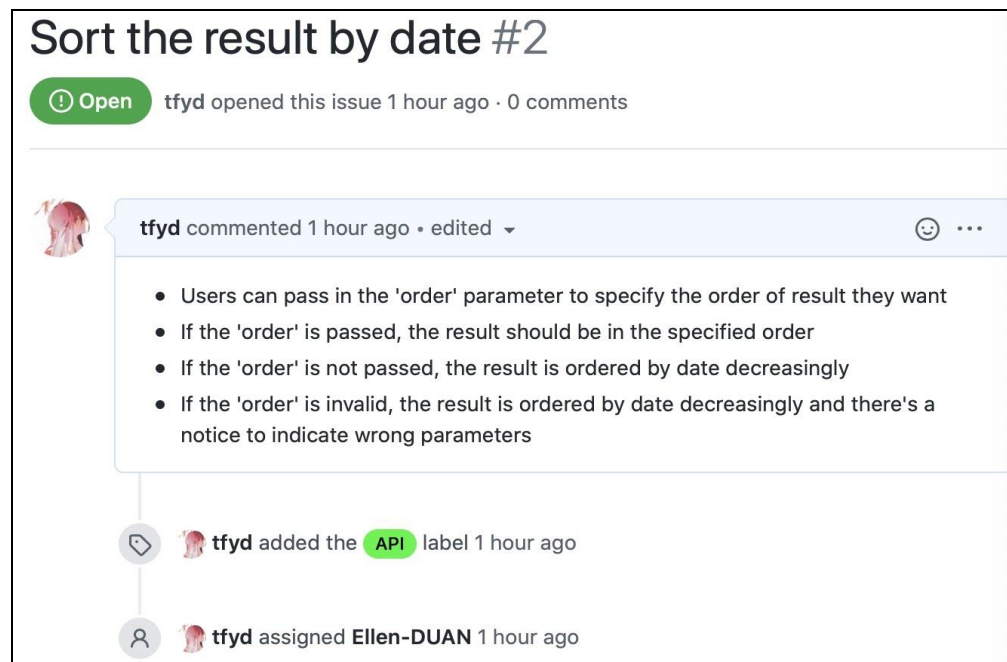 Sort the result by date #2
Open tfyd opened this issue 1 hour ago · 0 comments
tfyd commented 1 hour ago • edited
• Users can pass in the 'order' parameter to specify the order of result they want
• If the 'order' is passed, the result should be in the specified order
• If the 'order' is not passed, the result is ordered by date decreasingly
• If the 'order' is invalid, the result is ordered by date decreasingly and there's a
notice to indicate wrong parameters
tfyd added the API label 1 hour ago
tfyd assigned Ellen-DUAN 1 hour ago